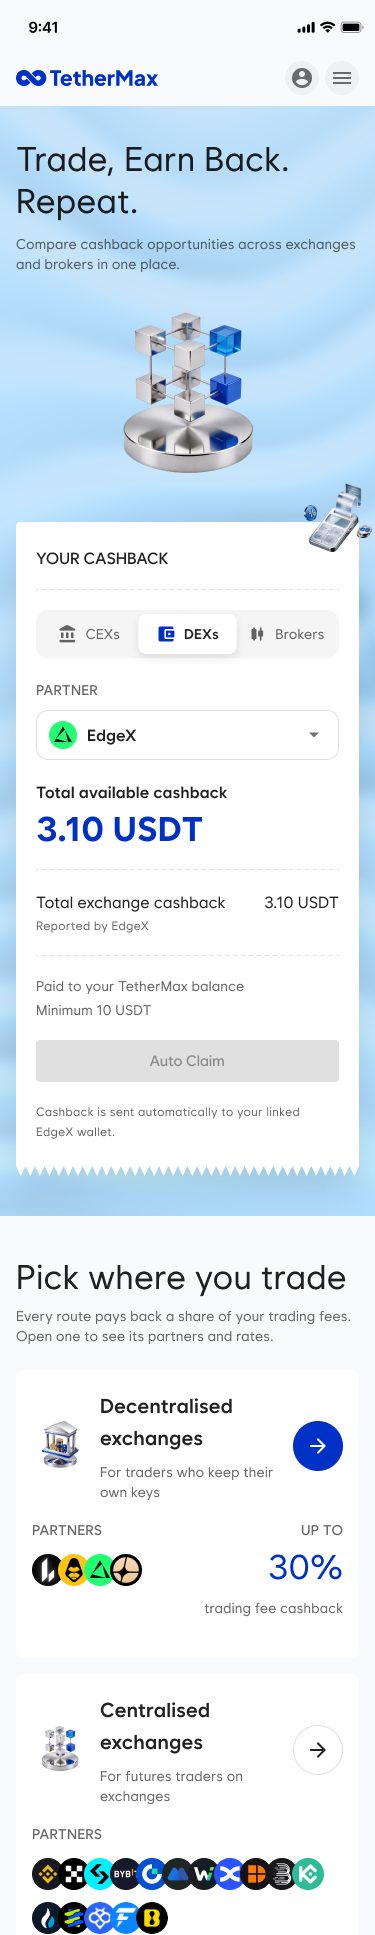 9:41
TetherMax
Trade, Earn Back.
Repeat.
Compare cashback opportunities across exchanges
and brokers in one place.
YOUR CASHBACK
CEXs
DEXs
Brokers
PARTNER
EdgeX
Total available cashback
3.10 USDT
Total exchange cashback 3.10 USDT
Reported by EdgeX
Paid to your TetherMax balance
Minimum 10 USDT
Auto Claim
Cashback is sent automatically to your linked
EdgeX wallet.
Pick where you trade
Every route pays back a share of your trading fees.
Open one to see its partners and rates.
Decentralised
exchanges
For traders who keep their
own keys
PARTNERS
UP TO
30%
trading fee cashback
Centralised
exchanges
For futures traders on
exchanges
PARTNERS